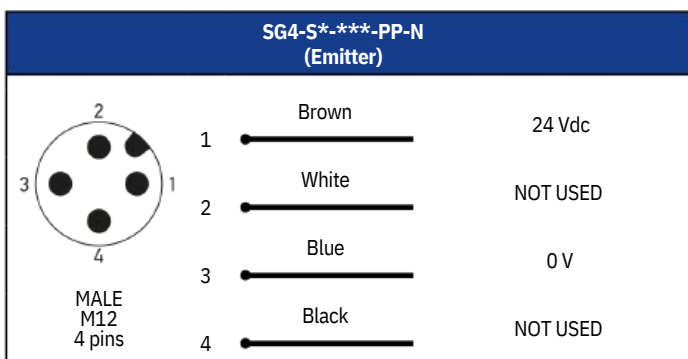 SG4-S*-***-PP-N
(Emitter)
2
3
1
4
MALE
M12
4 pins
1 Brown 24 Vdc
2 White NOT USED
3 Blue 0 V
4 Black NOT USED